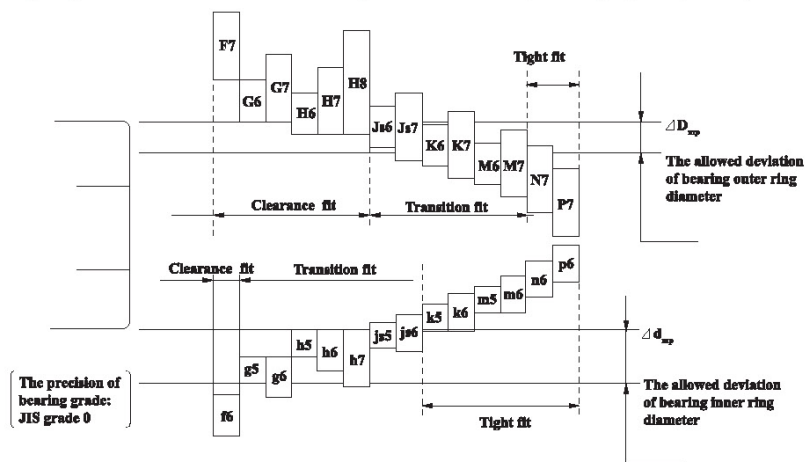 F7
G6
G7
H6
H7
H8
Js6
Js7
K6
K7
M6
M7
N7
P7
Tight fit
⊿ Dmp
The allowed deviation
of bearing outer ring
diameter
Clearance fit
Transition fit
Clearance fit
Transition fit
f6
g5
g6
h5
h6
h7
js5
js6
k5
k6
m5
m6
n6
p6
⊿ dmp
The allowed deviation
of bearing inner ring
diameter
Tight fit
The precision of
bearing grade:
JIS grade 0